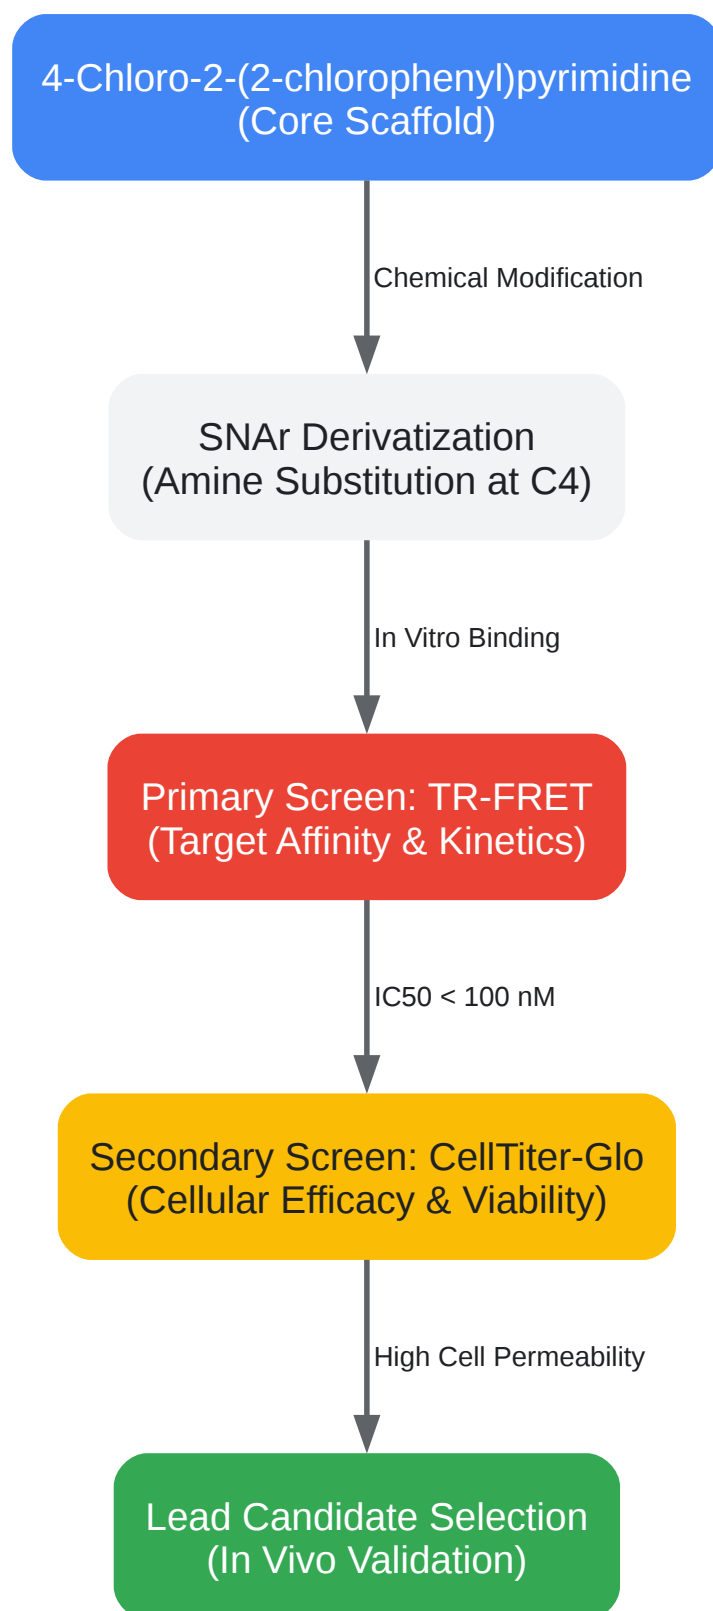 4-Chloro-2-(2-chlorophenyl)pyrimidine
(Core Scaffold)
Chemical Modification
SNAr Derivatization
(Amine Substitution at C4)
In Vitro Binding
Primary Screen: TR-FRET
(Target Affinity & Kinetics)
IC50 < 100 nM
Secondary Screen: CellTiter-Glo
(Cellular Efficacy & Viability)
High Cell Permeability
Lead Candidate Selection
(In Vivo Validation)